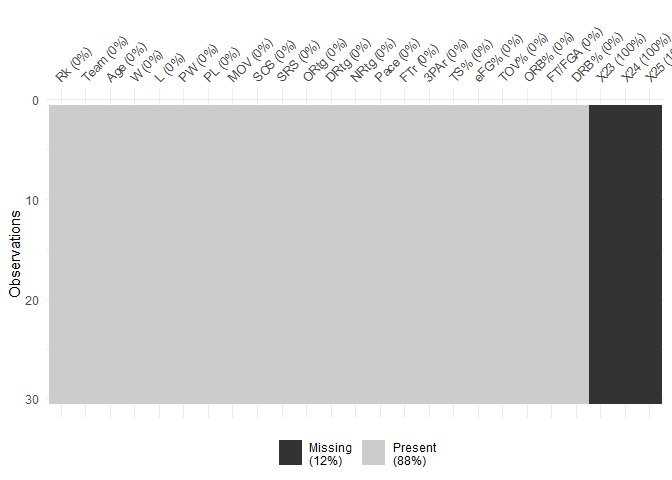 Rk (0%)
Team (0%)
Age (0%)
W (0%)
L (0%)
PW (0%)
PL (0%)
MOV (0%)
SOS (0%)
SRS (0%)
ORtg (0%)
DRtg (0%)
NRtg (0%)
Pace (0%)
FTr (0%)
3PAr (0%)
TS% (0%)
eFG% (0%)
TOV% (0%)
ORB% (0%)
FT/FGA (0%)
DRB% (0%)
X23 (100%)
X24 (100%)
X25 (10
0
10
20
30
Observations
Missing
(12%)
Present
(88%)